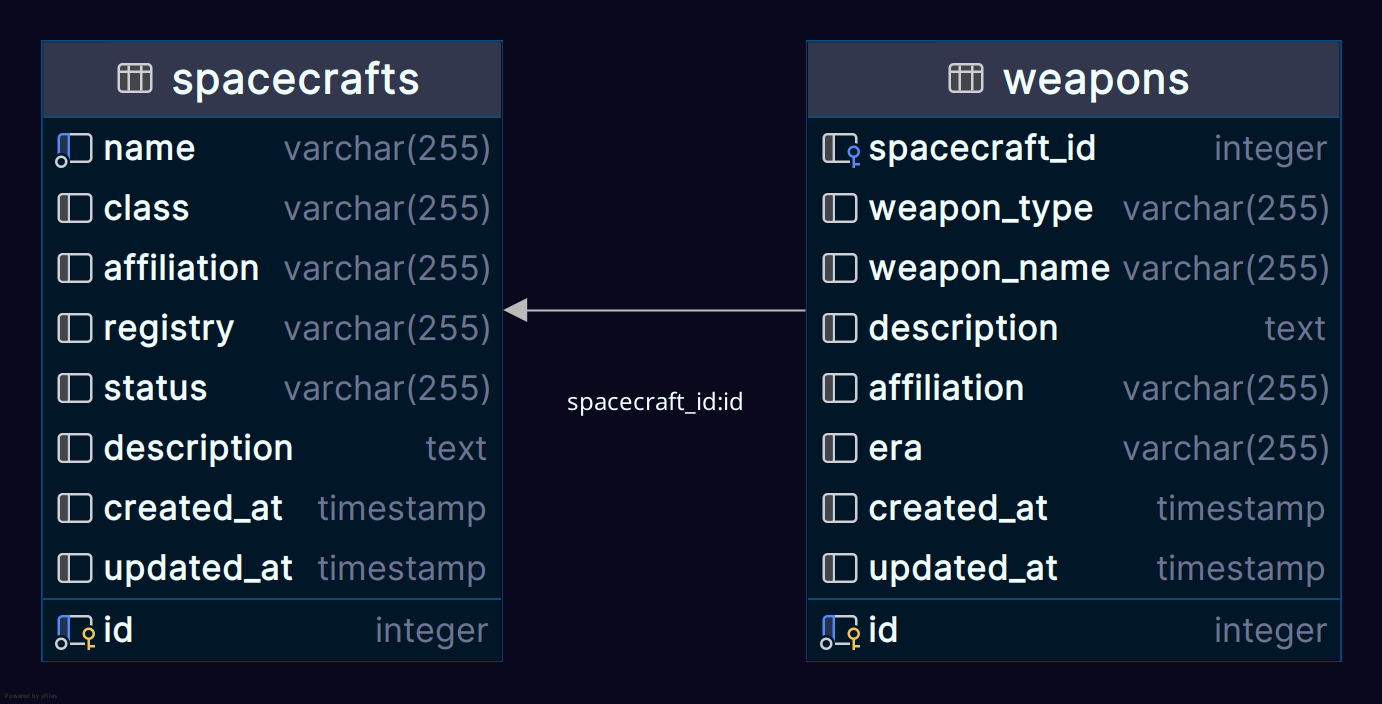 spacecrafts
name varchar(255)
class varchar(255)
affiliation varchar(255)
registry varchar(255)
status varchar(255)
description text
created_at timestamp
updated_at timestamp
id integer
spacecraft_id:id
weapons
spacecraft_id integer
weapon_type varchar(255)
weapon_name varchar(255)
description text
affiliation varchar(255)
era varchar(255)
created_at timestamp
updated_at timestamp
id integer
Powered by yFiles